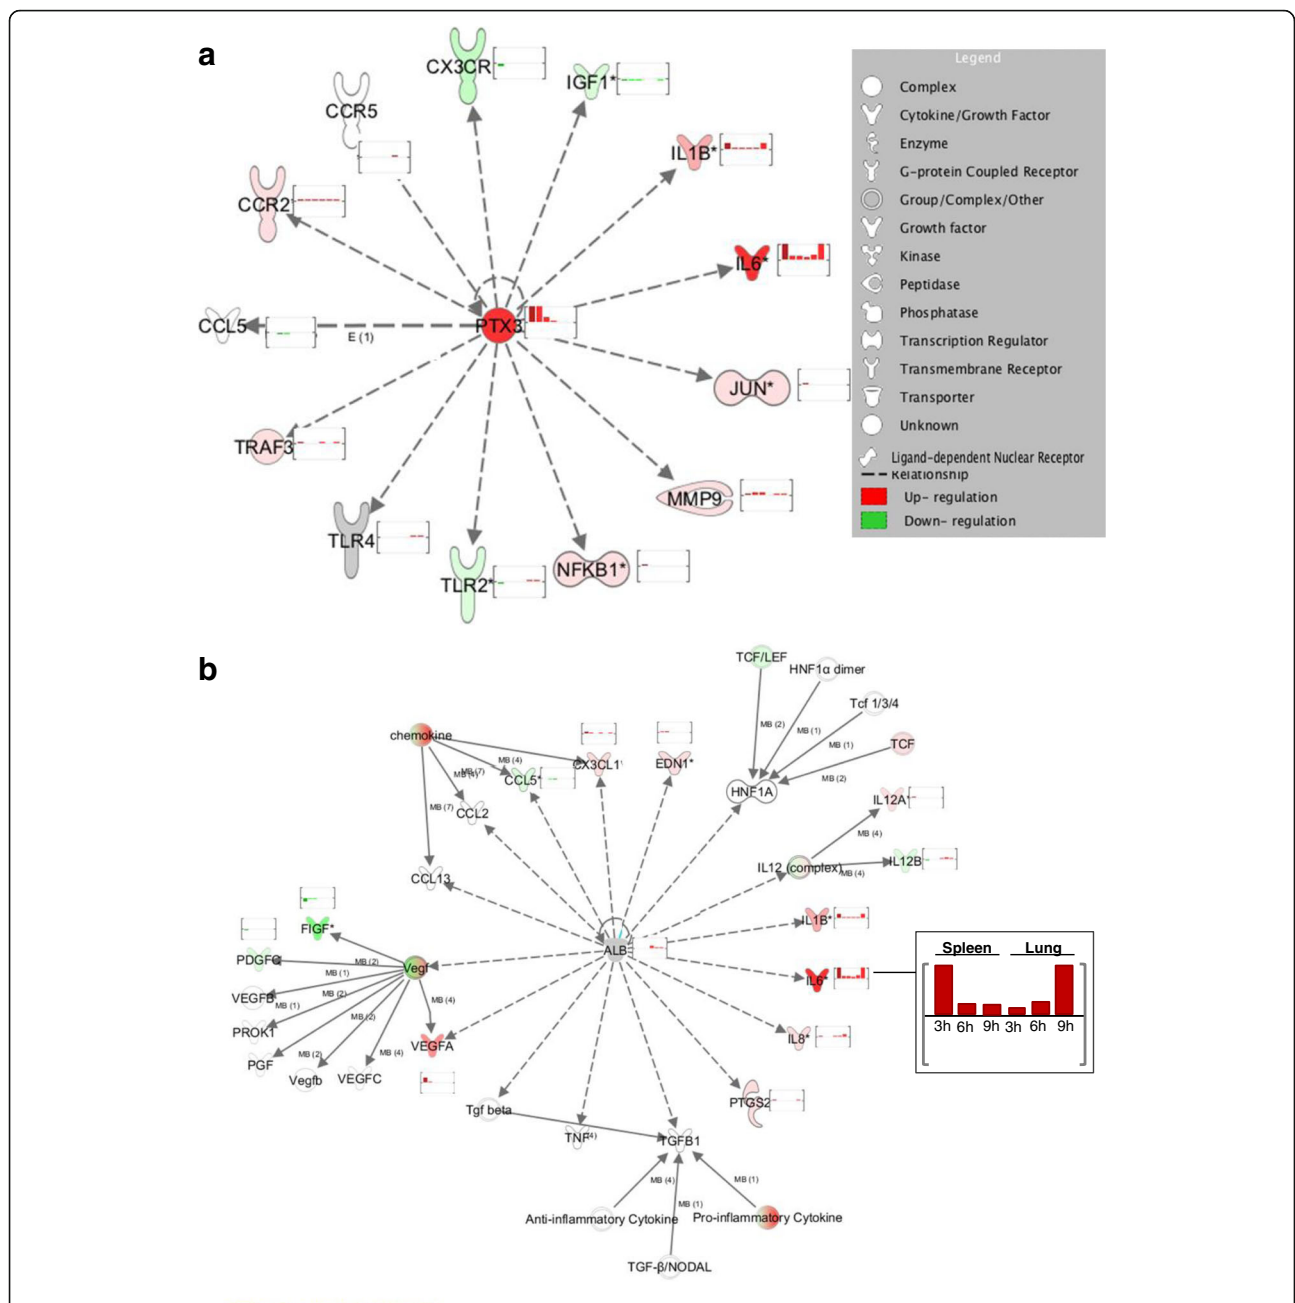 a
CX3CR
IGF1*
CCR5
IL1B*
CCR2
IL6*
PTX3
CCL5
E (1)
JUN*
TRAF3
MMP9
TLR4
TLR2*
NFKB1*
Legend
Complex
Cytokine/Growth Factor
Enzyme
G-protein Coupled Receptor
Group/Complex/Other
Growth factor
Kinase
Peptidase
Phosphatase
Transcription Regulator
Transmembrane Receptor
Transporter
Unknown
Ligand-dependent Nuclear Receptor
Relationship
Up- regulation
Down- regulation
b
TCF/LEF
HNF1α dimer
Tcf 1/3/4
TCF
MB (2)
MB (1)
MB (1)
MB (2)
HNF1A
chemokine
MB (4)
MB (7)
CX3CL1
EDN1*
CCL5*
CCL2
CCL13
IL12A*
MB (4)
IL12 (complex)
MB (4)
IL12B
IL1B*
IL6*
IL8*
PTGS2
ALB
FIGF*
PDGFC
VEGFB
PROK1
PGF
Vegfb
VEGFC
VEGFA
Vegf
MB (2)
MB (1)
MB (2)
MB (1)
MB (2)
MB (2)
MB (4)
MB (4)
Tgf beta
TNF
TGFB1
MB (4)
MB (1)
MB (1)
Anti-inflammatory Cytokine
Pro-inflammatory Cytokine
TGF-β/NODAL
Spleen Lung
3h 6h 9h 3h 6h 9h